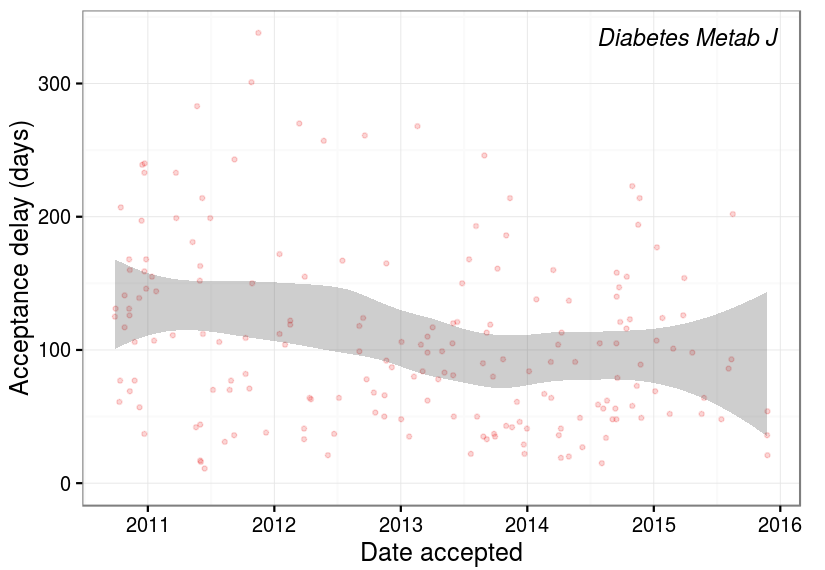 Diabetes Metab J
Acceptance delay (days)
300
200
100
0
2011 2012 2013 2014 2015 2016
Date accepted